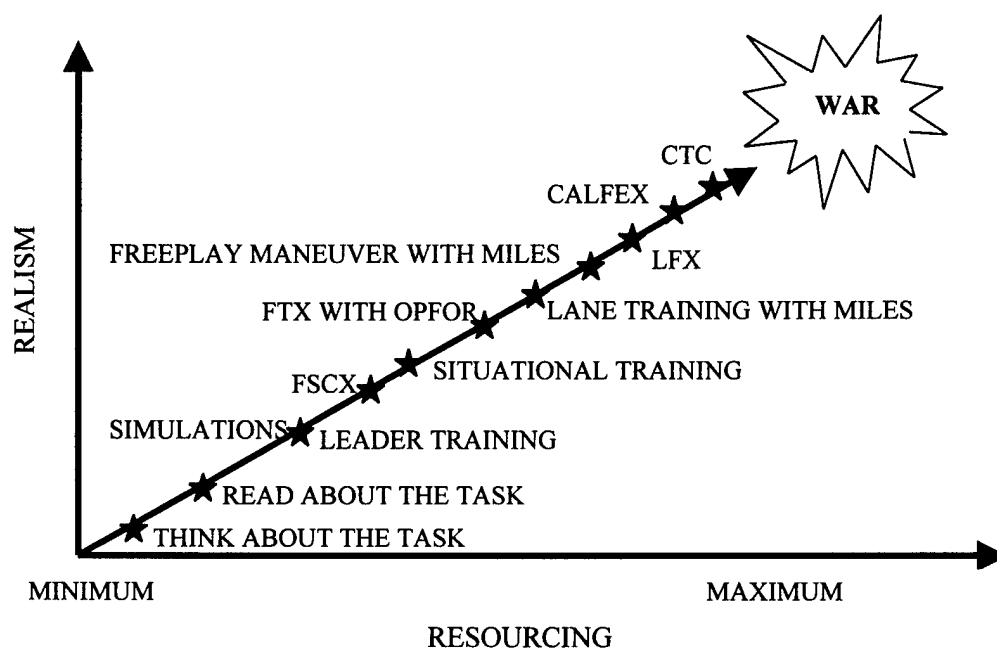 WAR
CTC
CALFEX
FREEPLAY MANEUVER WITH MILES
LFX
FTX WITH OPFOR
LANE TRAINING WITH MILES
FSCX
SITUATIONAL TRAINING
SIMULATIONS
LEADER TRAINING
READ ABOUT THE TASK
THINK ABOUT THE TASK
REALISM
MINIMUM
MAXIMUM
RESOURCING